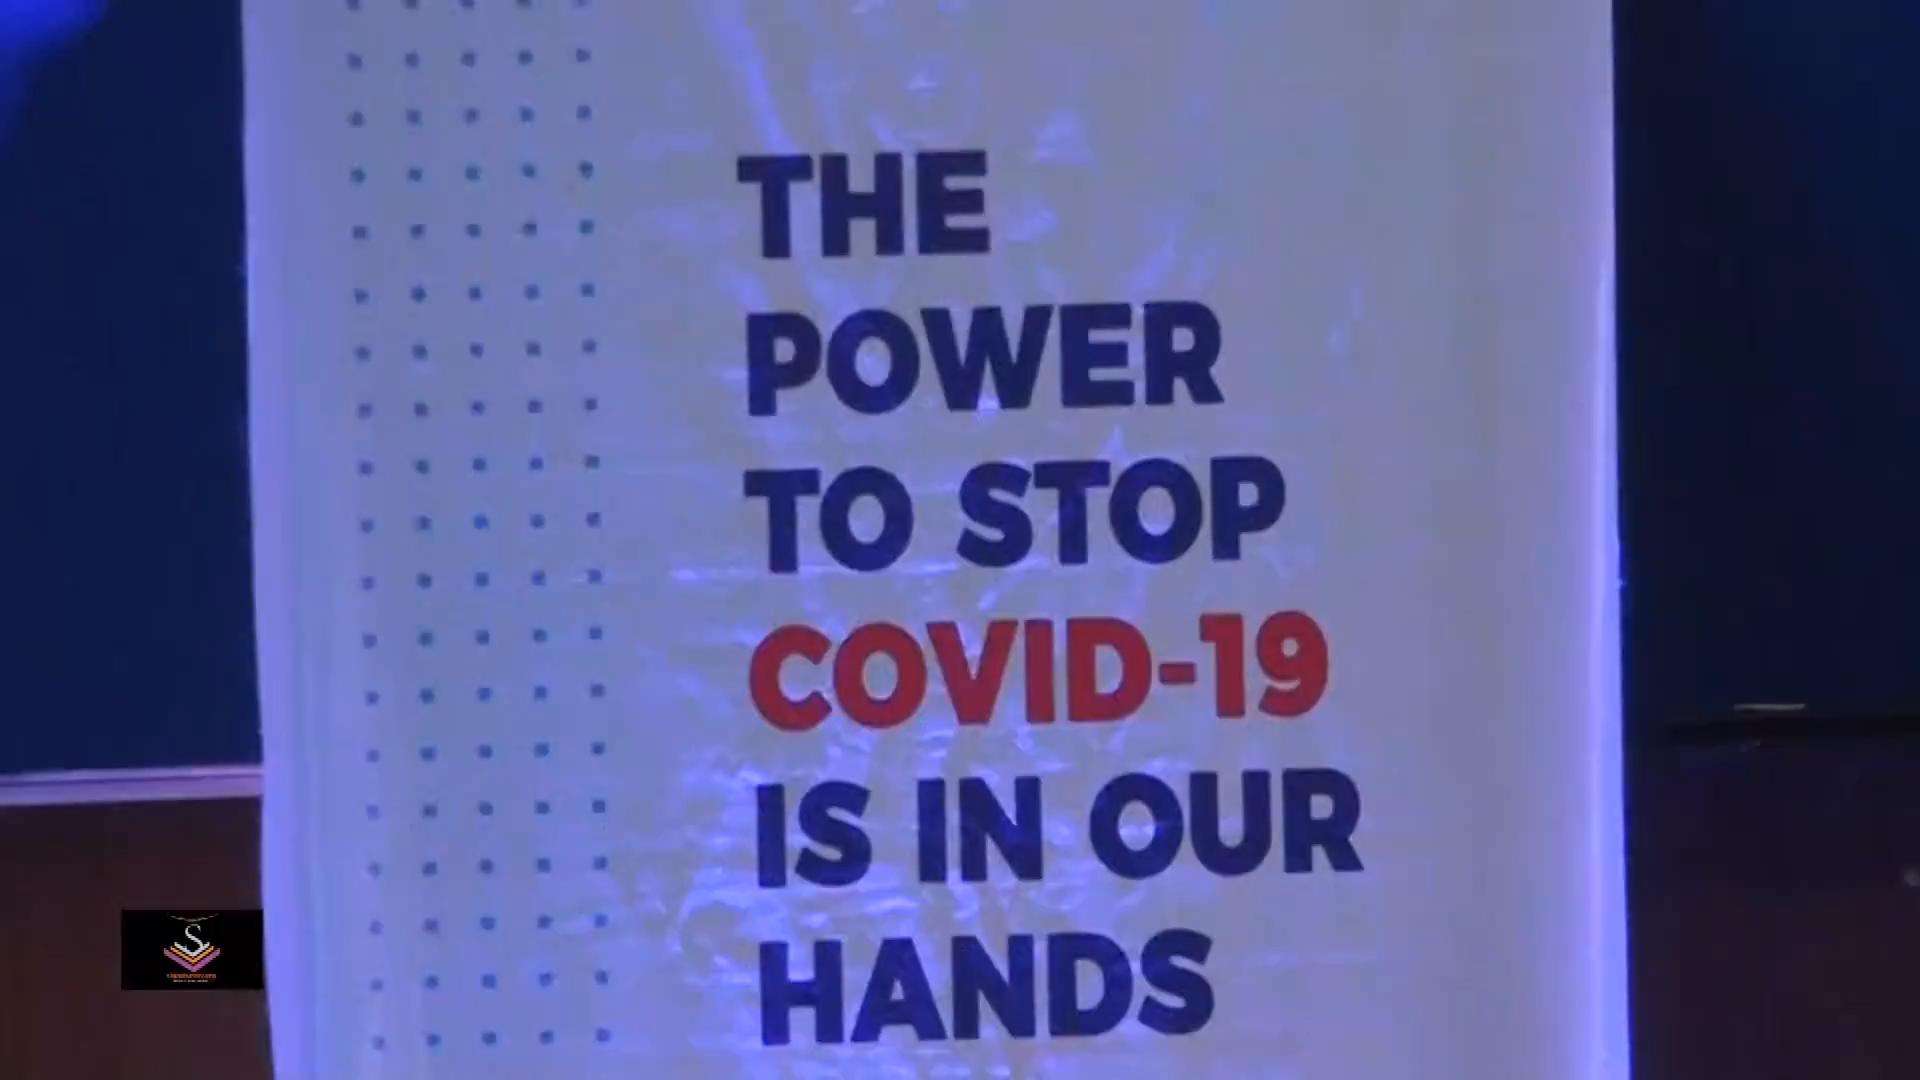 THE
POWER
TO STOP
COVID-19
IS IN OUR
HANDS
S